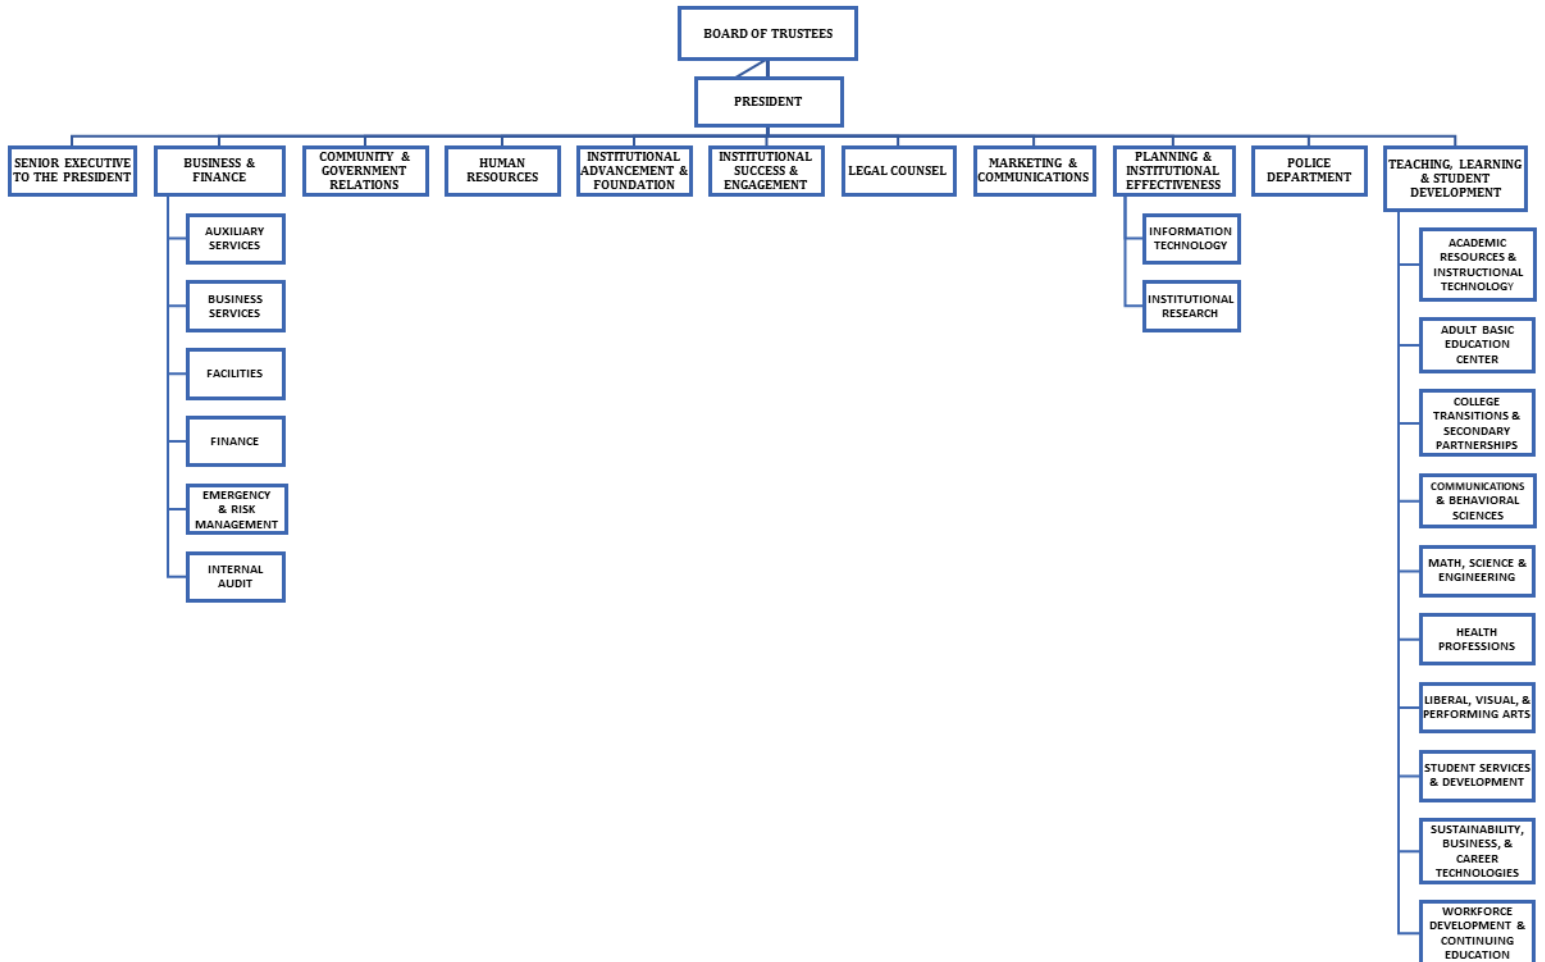 BOARD OF TRUSTEES
PRESIDENT
SENIOR EXECUTIVE
TO THE PRESIDENT
BUSINESS &
FINANCE
COMMUNITY &
GOVERNMENT
RELATIONS
HUMAN
RESOURCES
INSTITUTIONAL
ADVANCEMENT &
FOUNDATION
INSTITUTIONAL
SUCCESS &
ENGAGEMENT
LEGAL COUNSEL
MARKETING &
COMMUNICATIONS
PLANNING &
INSTITUTIONAL
EFFECTIVENESS
POLICE
DEPARTMENT
TEACHING, LEARNING
& STUDENT
DEVELOPMENT
AUXILIARY
SERVICES
BUSINESS
SERVICES
FACILITIES
FINANCE
EMERGENCY
& RISK
MANAGEMENT
INTERNAL
AUDIT
INFORMATION
TECHNOLOGY
INSTITUTIONAL
RESEARCH
ACADEMIC
RESOURCES &
INSTRUCTIONAL
TECHNOLOGY
ADULT BASIC
EDUCATION
CENTER
COLLEGE
TRANSITIONS &
SECONDARY
PARTNERSHIPS
COMMUNICATIONS
& BEHAVIORAL
SCIENCES
MATH, SCIENCE &
ENGINEERING
HEALTH
PROFESSIONS
LIBERAL, VISUAL, &
PERFORMING ARTS
STUDENT SERVICES
& DEVELOPMENT
SUSTAINABILITY,
BUSINESS, &
CAREER
TECHNOLOGIES
WORKFORCE
DEVELOPMENT &
CONTINUING
EDUCATION